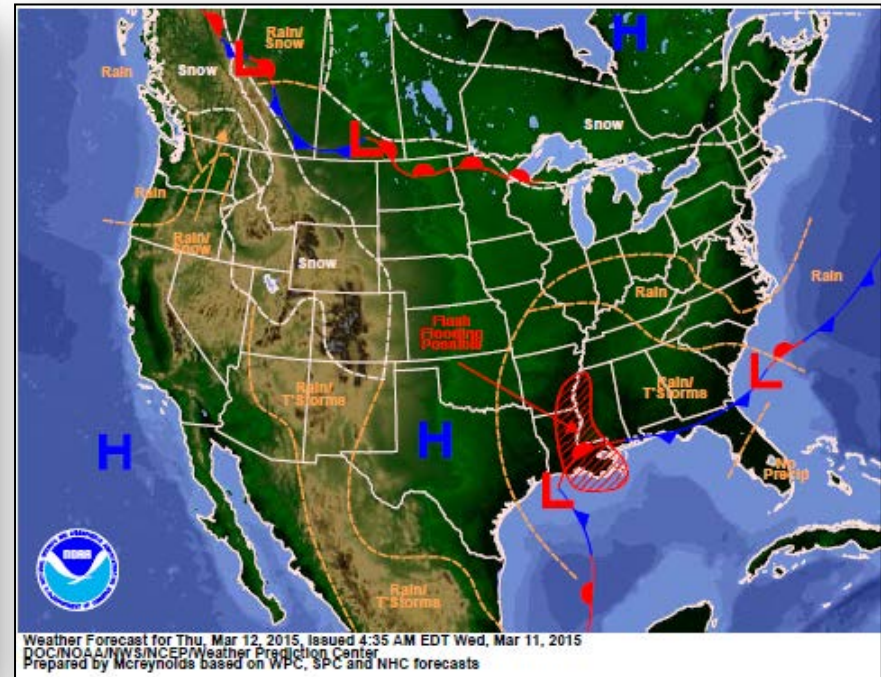 Rain/
Snow
H
Rain
Snow
L
L
Snow
Rain
Rain/
Snow
Snow
Rain
Rain
Flash
Flooding
Possible
L
Rain/
T'Storms
Rain/
T'Storms
H
H
No
Precip
L
NOAA
Rain/
T'Storms
Weather Forecast for Thu, Mar 12, 2015, Issued 4:35 AM EDT Wed, Mar 11, 2015
DOC/NOAA/NWS/NCEP/Weather Prediction Center
Prepared by Mcreynolds based on WPC, SPC and NHC forecasts